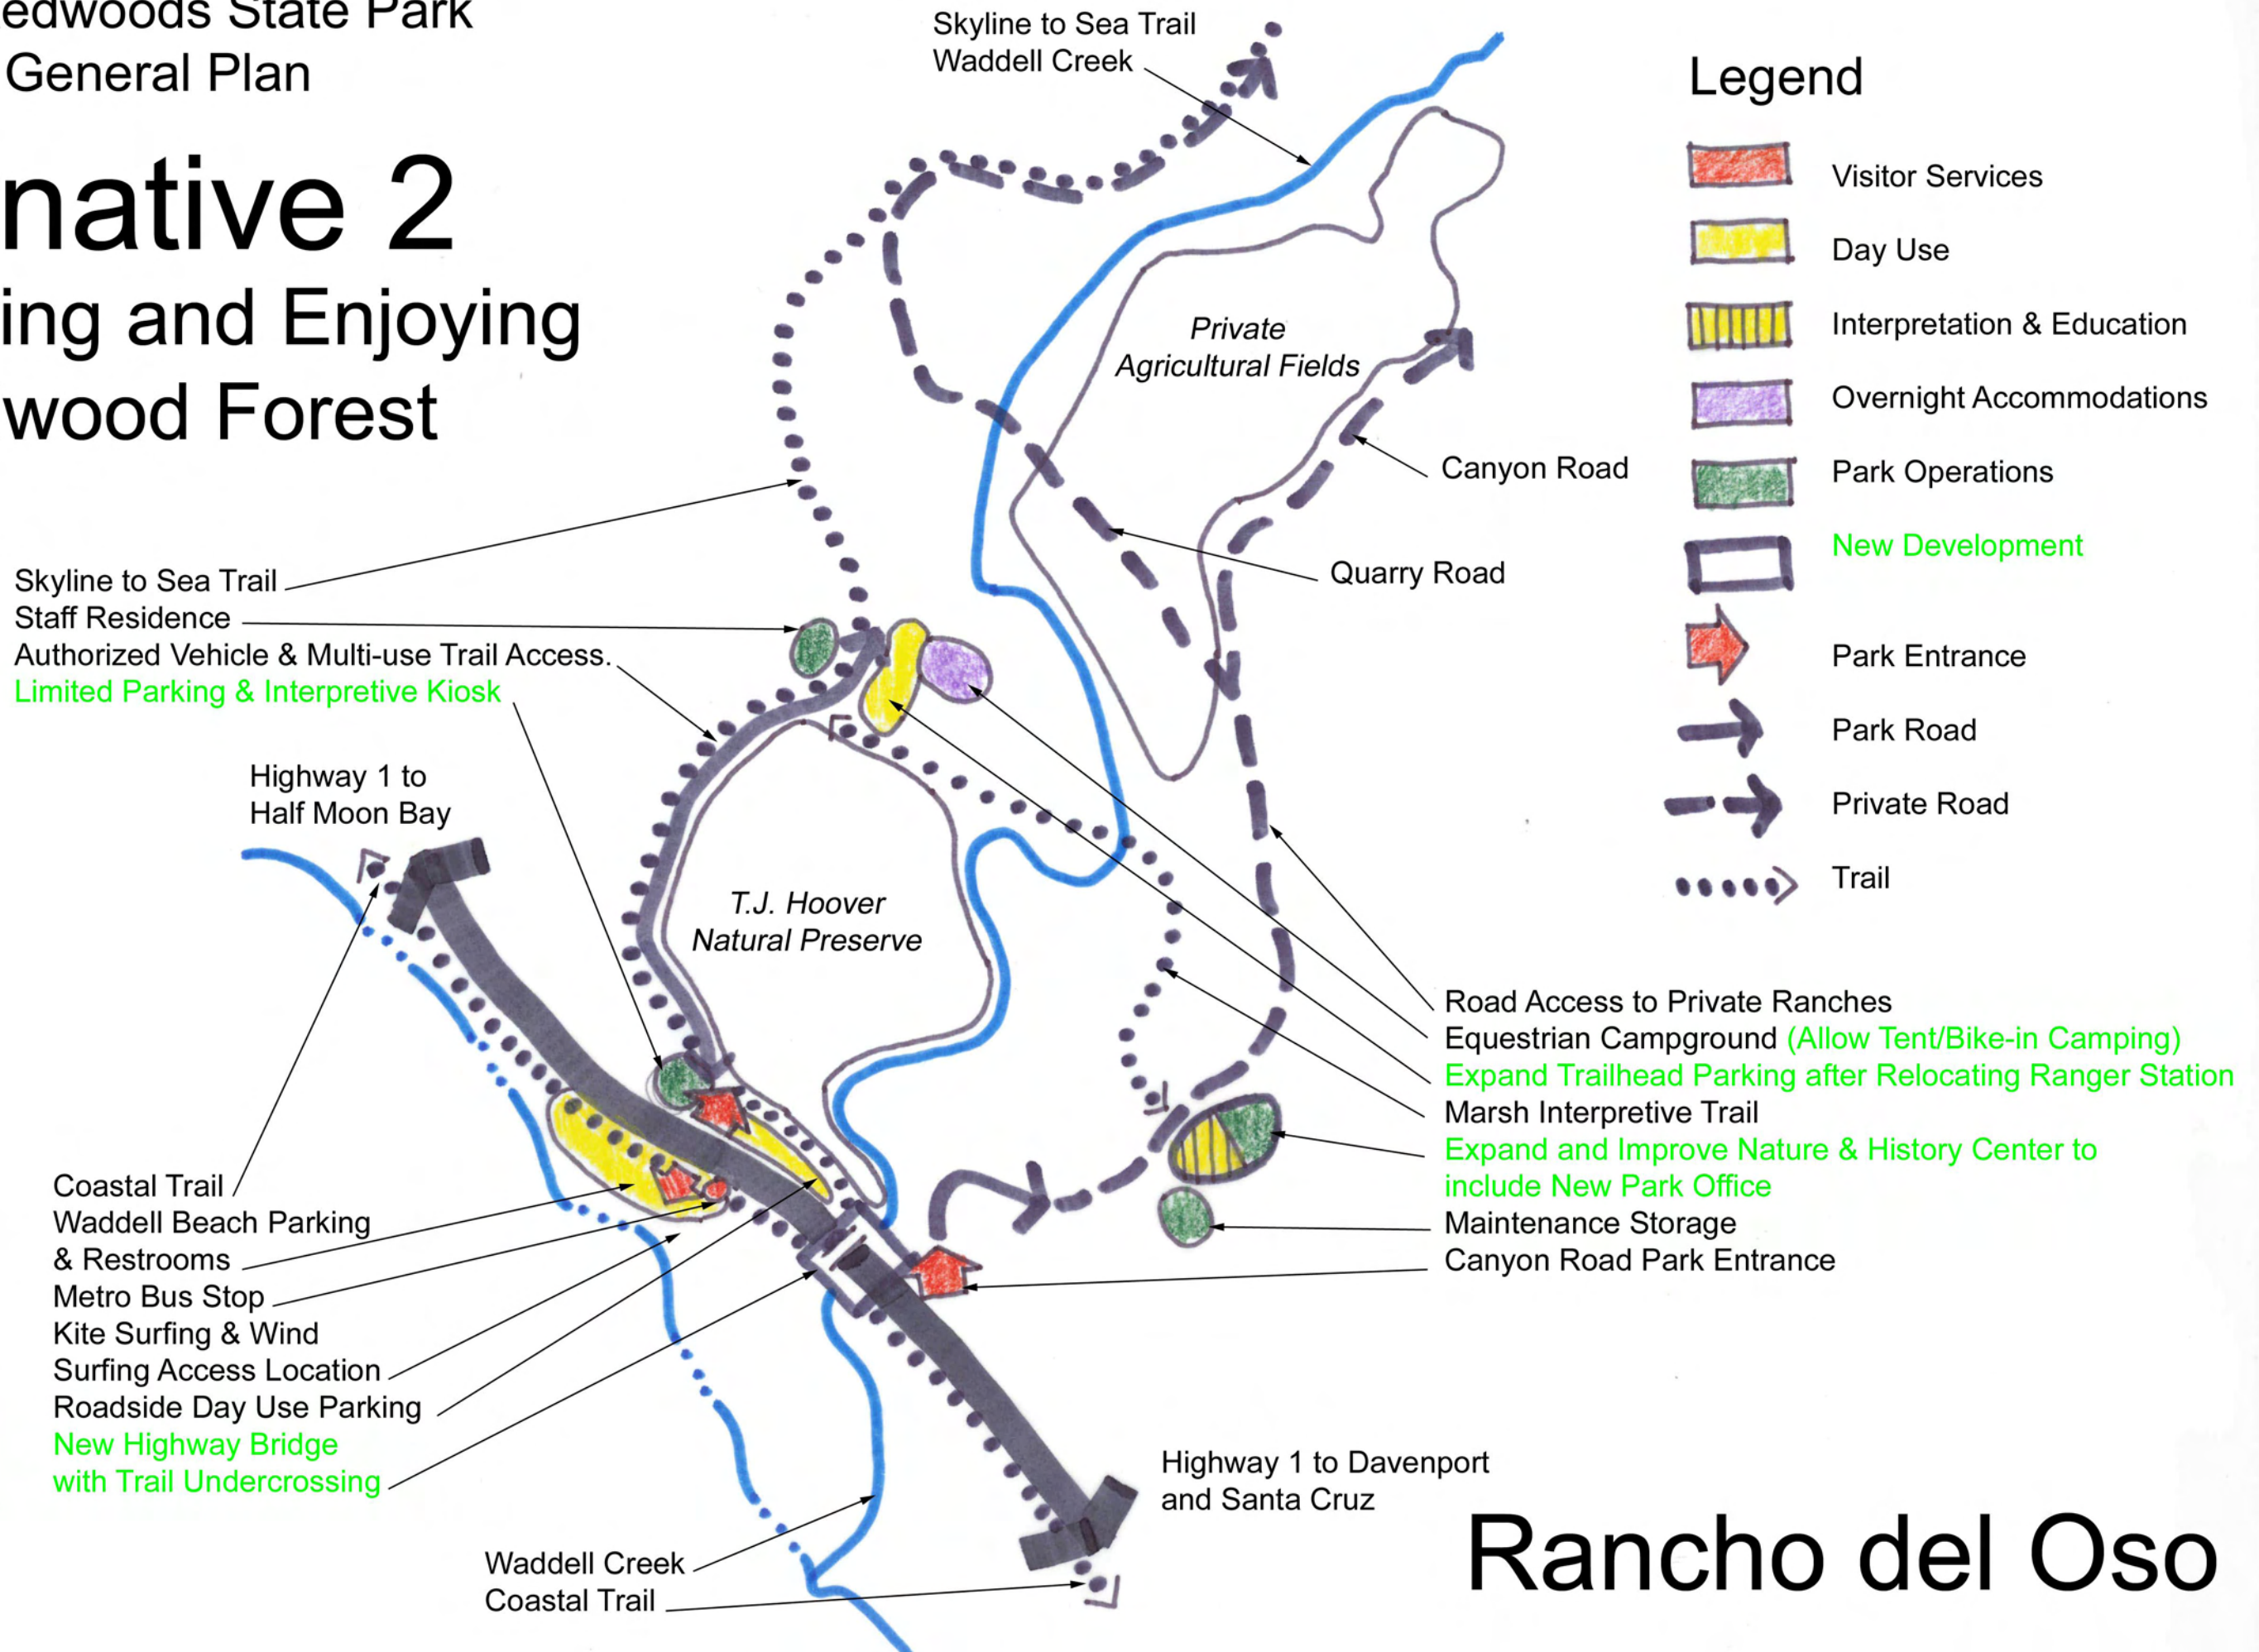 edwoods State Park
General Plan
native 2
ing and Enjoying
wood Forest
Skyline to Sea Trail
Waddell Creek
Legend
Visitor Services
Day Use
Interpretation & Education
Overnight Accommodations
Park Operations
New Development
Park Entrance
Park Road
Private Road
Trail
Private
Agricultural Fields
Canyon Road
Quarry Road
Skyline to Sea Trail
Staff Residence
Authorized Vehicle & Multi-use Trail Access.
Limited Parking & Interpretive Kiosk
Highway 1 to
Half Moon Bay
T.J. Hoover
Natural Preserve
Road Access to Private Ranches
Equestrian Campground (Allow Tent/Bike-in Camping)
Expand Trailhead Parking after Relocating Ranger Station
Marsh Interpretive Trail
Expand and Improve Nature & History Center to
include New Park Office
Maintenance Storage
Canyon Road Park Entrance
Coastal Trail
Waddell Beach Parking
& Restrooms
Metro Bus Stop
Kite Surfing & Wind
Surfing Access Location
Roadside Day Use Parking
New Highway Bridge
with Trail Undercrossing
Highway 1 to Davenport
and Santa Cruz
Waddell Creek
Coastal Trail
Rancho del Oso